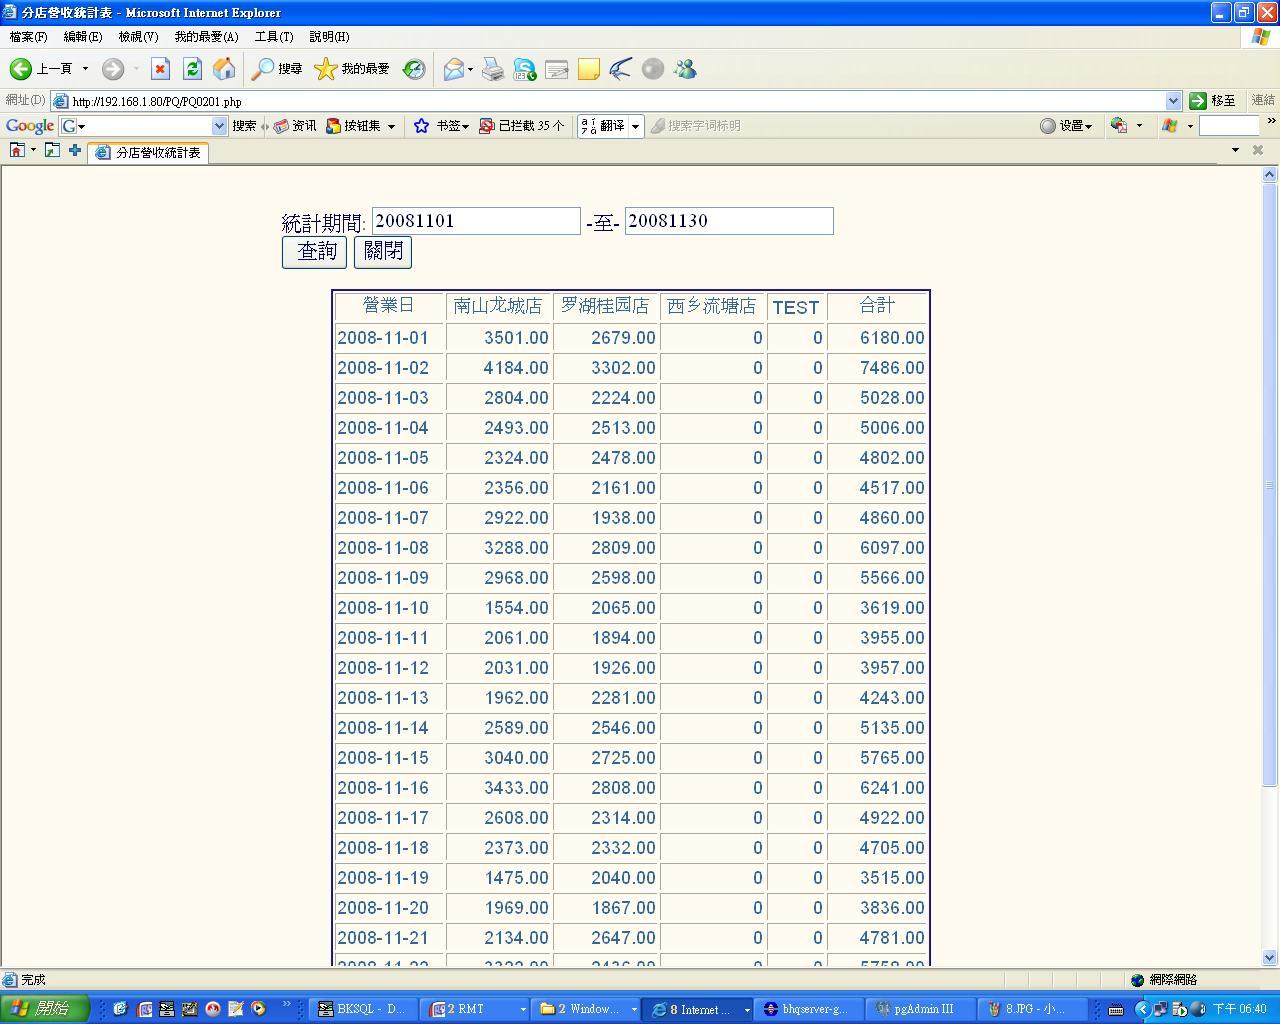 分店營收統計表 - Microsoft Internet Explorer
檔案(F) 編輯(E) 檢視(V) 我的最愛(A) 工具(T) 說明(H)
上一頁 搜尋 我的最愛
網址(D) http://192.168.1.80/PQ/PQ0201.php 移至 連結
Google G 搜索 资讯 按钮集 书签 已拦截 35 个 翻译 搜索字词标明 设置 »
分店營收統計表
統計期間: 20081101 -至- 20081130
查詢 關閉
營業日 南山龙城店 罗湖桂园店 西乡流塘店 TEST 合計
2008-11-01 3501.00 2679.00 0 0 6180.00
2008-11-02 4184.00 3302.00 0 0 7486.00
2008-11-03 2804.00 2224.00 0 0 5028.00
2008-11-04 2493.00 2513.00 0 0 5006.00
2008-11-05 2324.00 2478.00 0 0 4802.00
2008-11-06 2356.00 2161.00 0 0 4517.00
2008-11-07 2922.00 1938.00 0 0 4860.00
2008-11-08 3288.00 2809.00 0 0 6097.00
2008-11-09 2968.00 2598.00 0 0 5566.00
2008-11-10 1554.00 2065.00 0 0 3619.00
2008-11-11 2061.00 1894.00 0 0 3955.00
2008-11-12 2031.00 1926.00 0 0 3957.00
2008-11-13 1962.00 2281.00 0 0 4243.00
2008-11-14 2589.00 2546.00 0 0 5135.00
2008-11-15 3040.00 2725.00 0 0 5765.00
2008-11-16 3433.00 2808.00 0 0 6241.00
2008-11-17 2608.00 2314.00 0 0 4922.00
2008-11-18 2373.00 2332.00 0 0 4705.00
2008-11-19 1475.00 2040.00 0 0 3515.00
2008-11-20 1969.00 1867.00 0 0 3836.00
2008-11-21 2134.00 2647.00 0 0 4781.00
完成 網際網路
開始 » BKSQL - D... 2 RMT 2 Window... 8 Internet ... bhqserver-g... pgAdmin III 8.JPG - 小... 下午 06:40